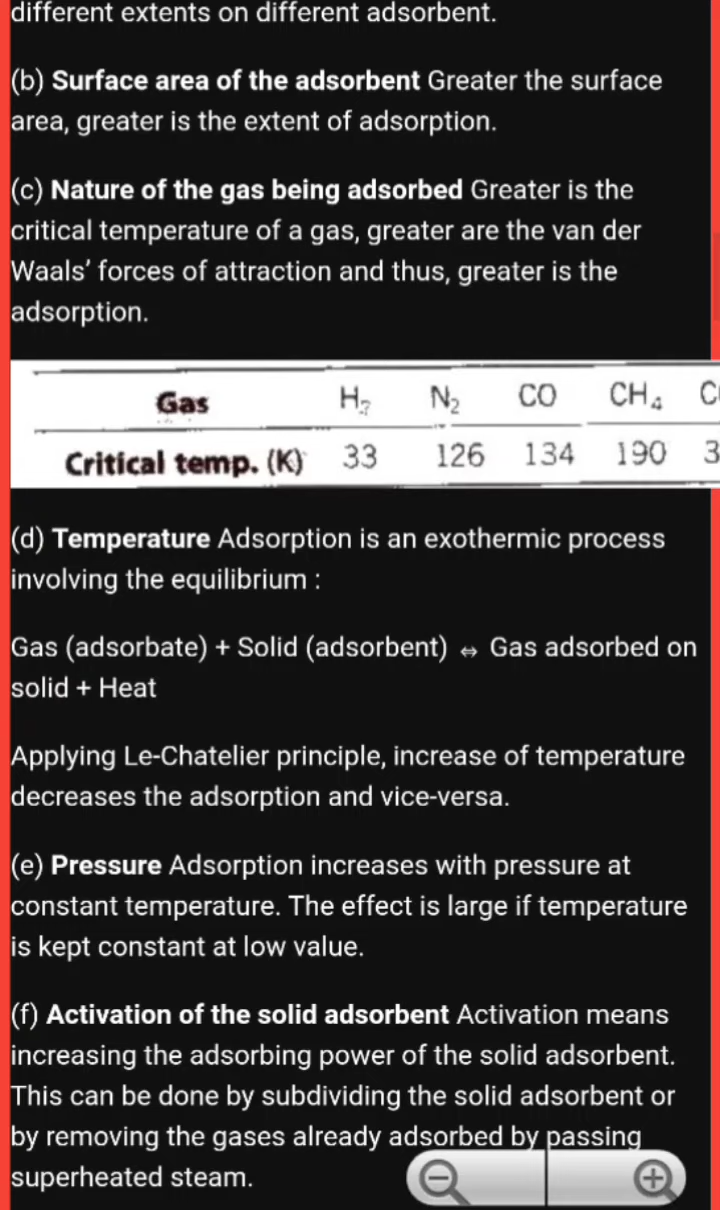 different extents on different adsorbent.
(b) Surface area of the adsorbent Greater the surface
area, greater is the extent of adsorption.
(c) Nature of the gas being adsorbed Greater is the
critical temperature of a gas, greater are the van der
Waals’ forces of attraction and thus, greater is the
adsorption.
Gas H₂ N₂ CO CH₄
Critical temp. (K) 33 126 134 190 3
(d) Temperature Adsorption is an exothermic process
involving the equilibrium :
Gas (adsorbate) + Solid (adsorbent) ⇔ Gas adsorbed on
solid + Heat
Applying Le-Chatelier principle, increase of temperature
decreases the adsorption and vice-versa.
(e) Pressure Adsorption increases with pressure at
constant temperature. The effect is large if temperature
is kept constant at low value.
(f) Activation of the solid adsorbent Activation means
increasing the adsorbing power of the solid adsorbent.
This can be done by subdividing the solid adsorbent or
by removing the gases already adsorbed by passing
superheated steam.